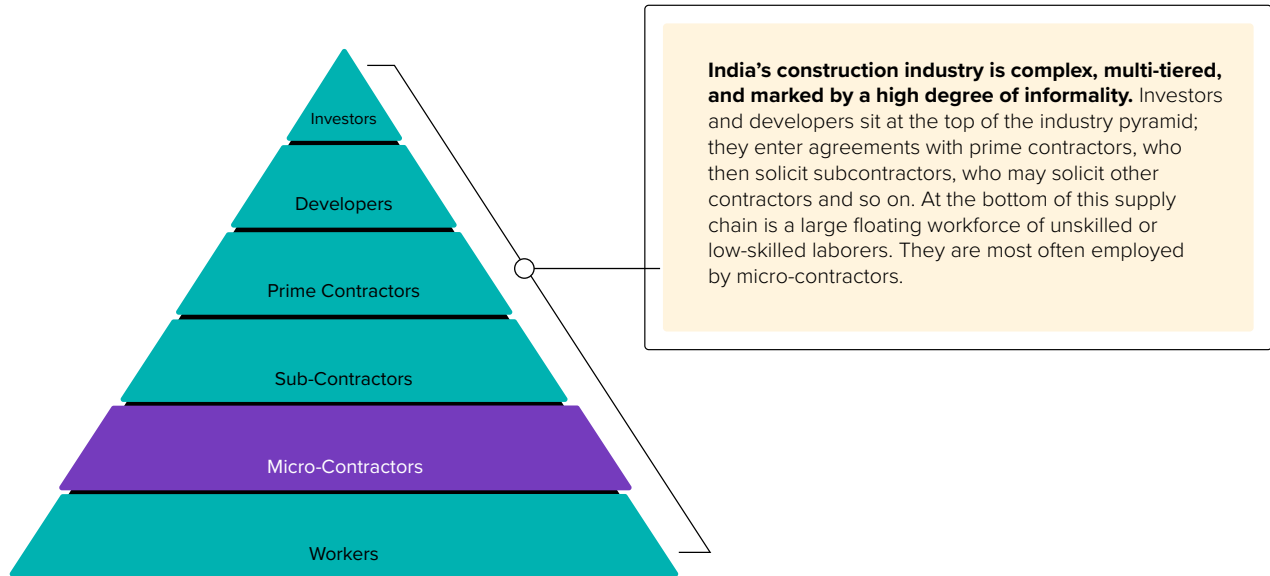 Investors
Developers
Prime Contractors
Sub-Contractors
Micro-Contractors
Workers
India’s construction industry is complex, multi-tiered,
and marked by a high degree of informality. Investors
and developers sit at the top of the industry pyramid;
they enter agreements with prime contractors, who
then solicit subcontractors, who may solicit other
contractors and so on. At the bottom of this supply
chain is a large floating workforce of unskilled or
low-skilled laborers. They are most often employed
by micro-contractors.